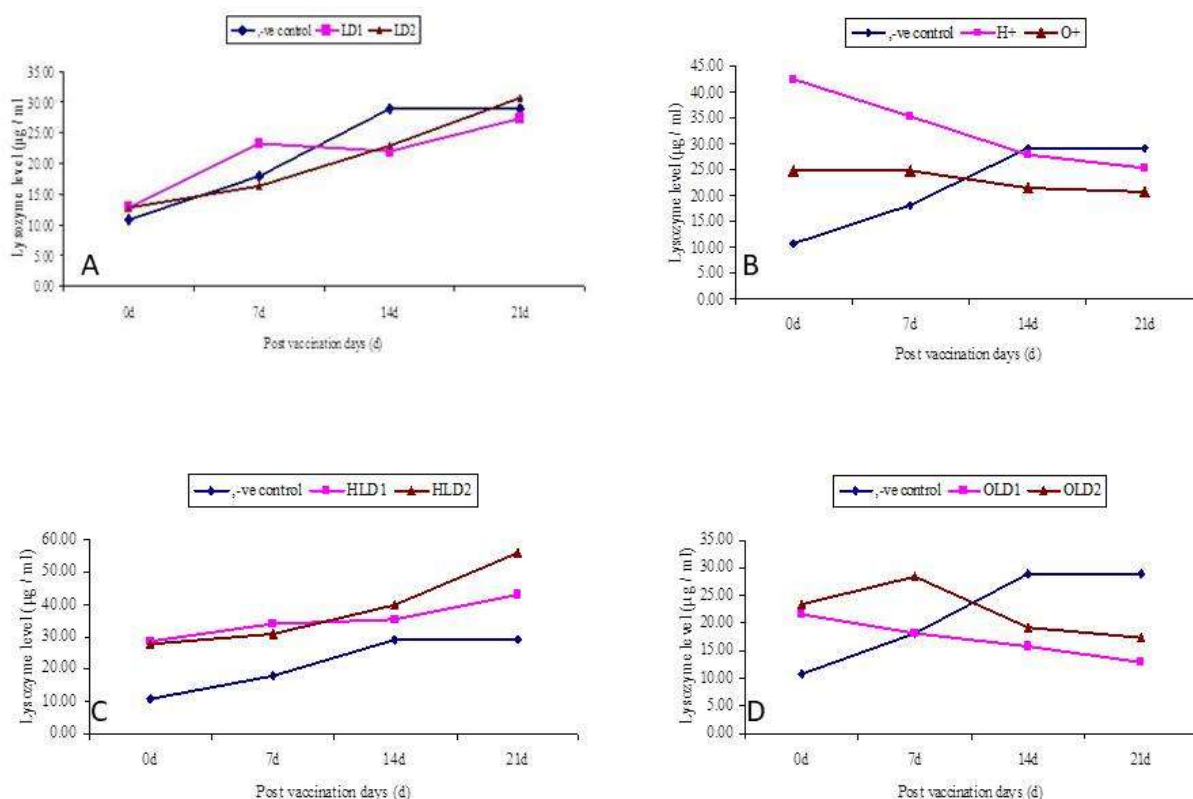 ,-ve control LD1 LD2
Lysozyme level (µg / ml)
35.00
30.00
25.00
20.00
15.00
10.00
5.00
0.00
A
0d 7d 14d 21d
Post vaccination days (d)
,-ve control H+ O+
Lysozyme level (µg / ml)
45.00
40.00
35.00
30.00
25.00
20.00
15.00
10.00
5.00
0.00
B
0d 7d 14d 21d
Post vaccination days (d)
,-ve control HLD1 HLD2
Lysozyme level (µg / ml)
60.00
50.00
40.00
30.00
20.00
10.00
0.00
C
0d 7d 14d 21d
Post vaccination days (d)
,-ve control OLD1 OLD2
Lysozyme level (µg / ml)
35.00
30.00
25.00
20.00
15.00
10.00
5.00
0.00
D
0d 7d 14d 21d
Post vaccination days (d)